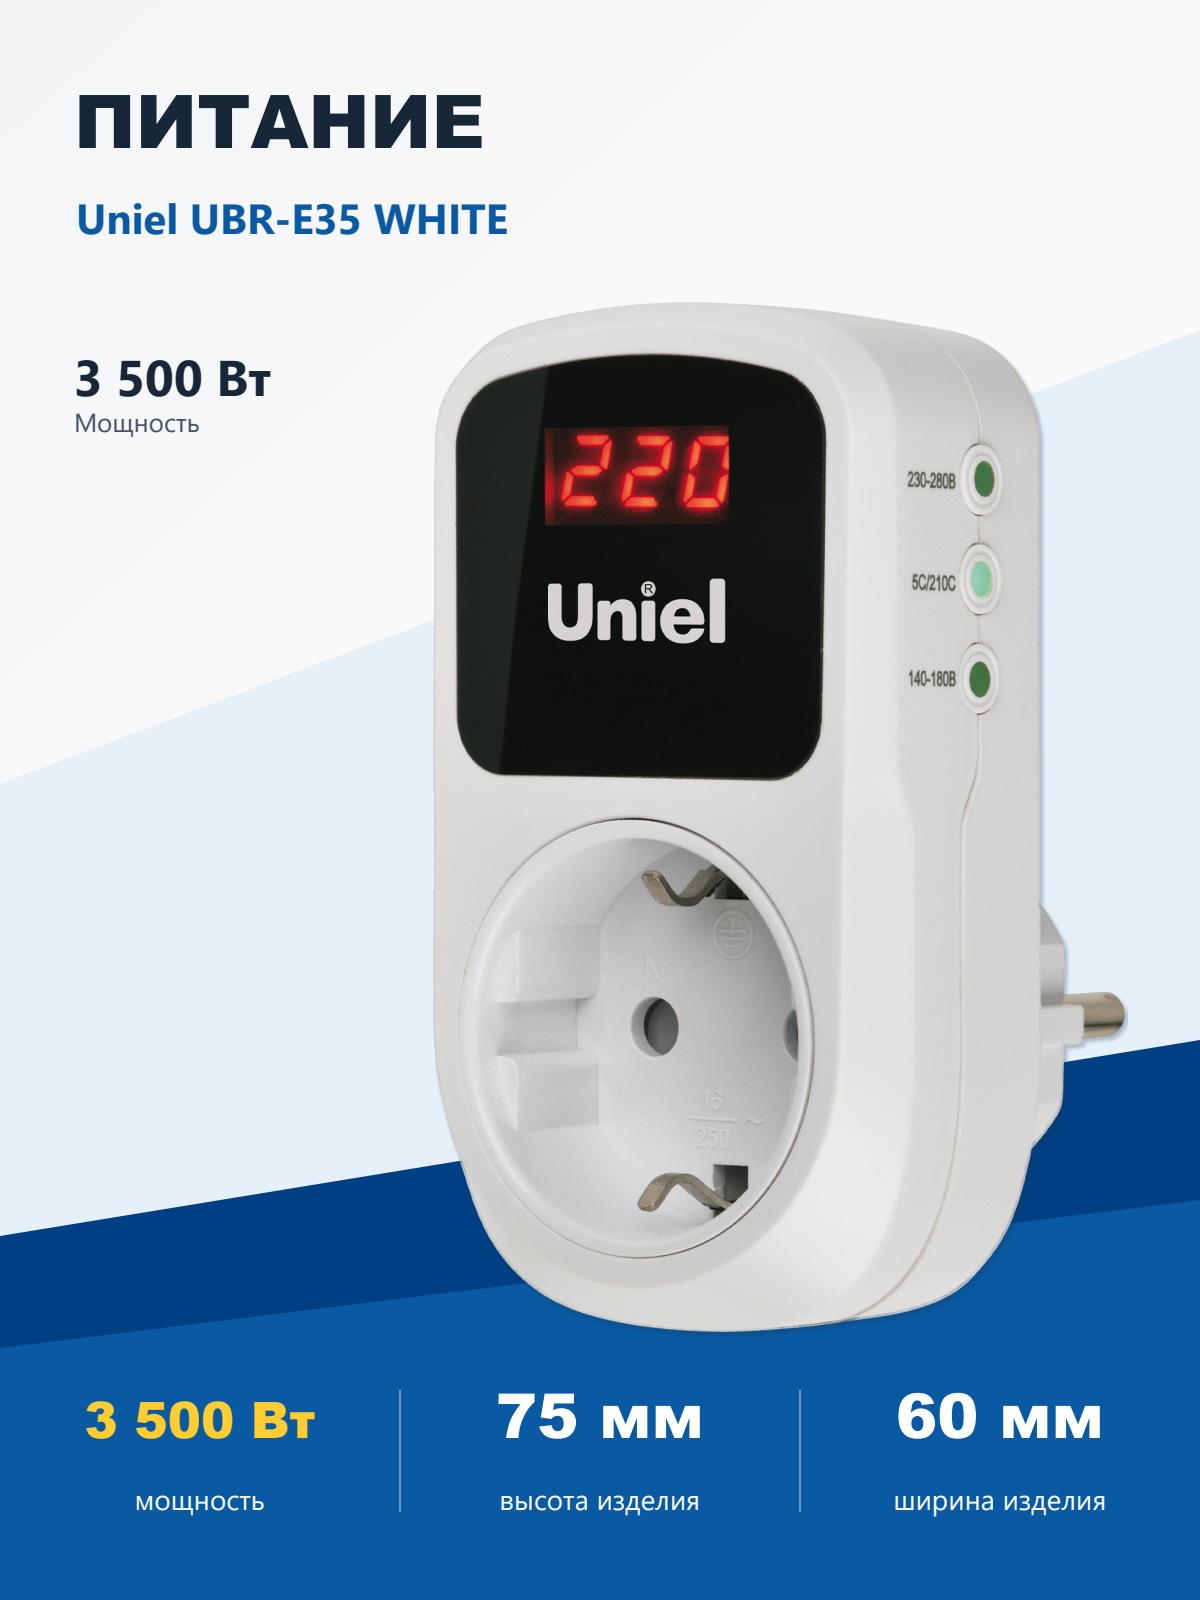 ПИТАНИЕ
Uniel UBR-E35 WHITE
3 500 Вт
Мощность
220
Uniel®
230-280В
5С/210С
140-180В
N
16
250 ~
3 500 Вт
мощность
75 мм
высота изделия
60 мм
ширина изделия